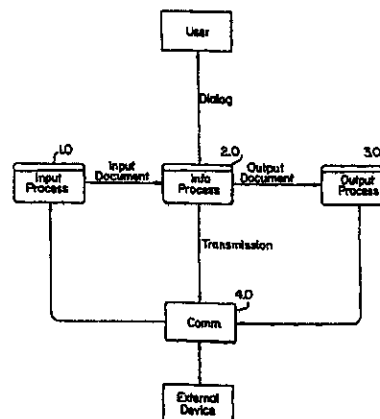 User
Dialog
1.0
2.0
3.0
Input Document
Output Document
Input Process
Info Process
Output Process
Transmission
4.0
Comm.
External Device